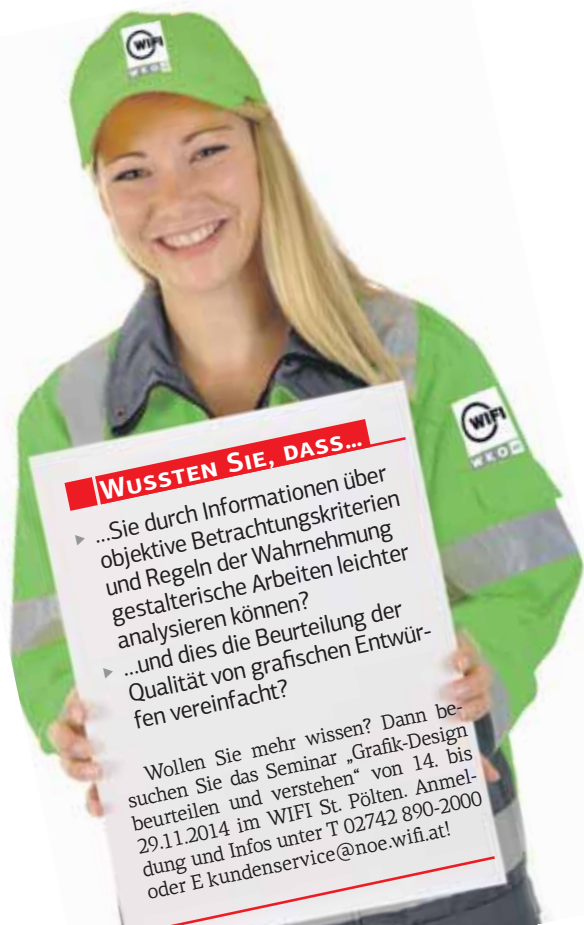 WIFI
WKO
WIFI
WKO
WUSSTEN SIE, DASS...
▸ ...Sie durch Informationen über
objektive Betrachtungskriterien
und Regeln der Wahrnehmung
gestalterische Arbeiten leichter
analysieren können?
▸ ...und dies die Beurteilung der
Qualität von grafischen Entwür-
fen vereinfacht?
Wollen Sie mehr wissen? Dann be-
suchen Sie das Seminar „Grafik-Design
beurteilen und verstehen“ von 14. bis
29.11.2014 im WIFI St. Pölten. Anmel-
dung und Infos unter T 02742 890-2000
oder E kundenservice@noe.wifi.at!